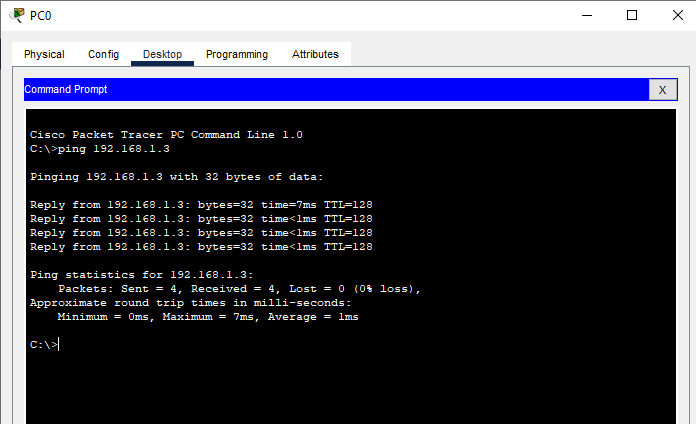 PC0
Physical Config Desktop Programming Attributes
Command Prompt X
Cisco Packet Tracer PC Command Line 1.0
C:\>ping 192.168.1.3
Pinging 192.168.1.3 with 32 bytes of data:
Reply from 192.168.1.3: bytes=32 time=7ms TTL=128
Reply from 192.168.1.3: bytes=32 time<1ms TTL=128
Reply from 192.168.1.3: bytes=32 time<1ms TTL=128
Reply from 192.168.1.3: bytes=32 time<1ms TTL=128
Ping statistics for 192.168.1.3:
    Packets: Sent = 4, Received = 4, Lost = 0 (0% loss),
Approximate round trip times in milli-seconds:
    Minimum = 0ms, Maximum = 7ms, Average = 1ms
C:\>